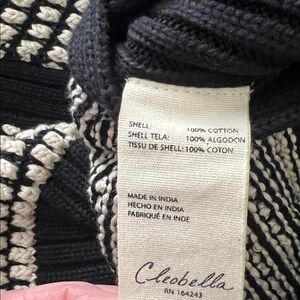 SHELL: 100% COTTON
SHELL TELA: 100% ALGODON
TISSU DE SHELL: 100% COTON
MADE IN INDIA
HECHO EN INDIA
FABRIQUÉ EN INDE
Cleobella
RN 164243